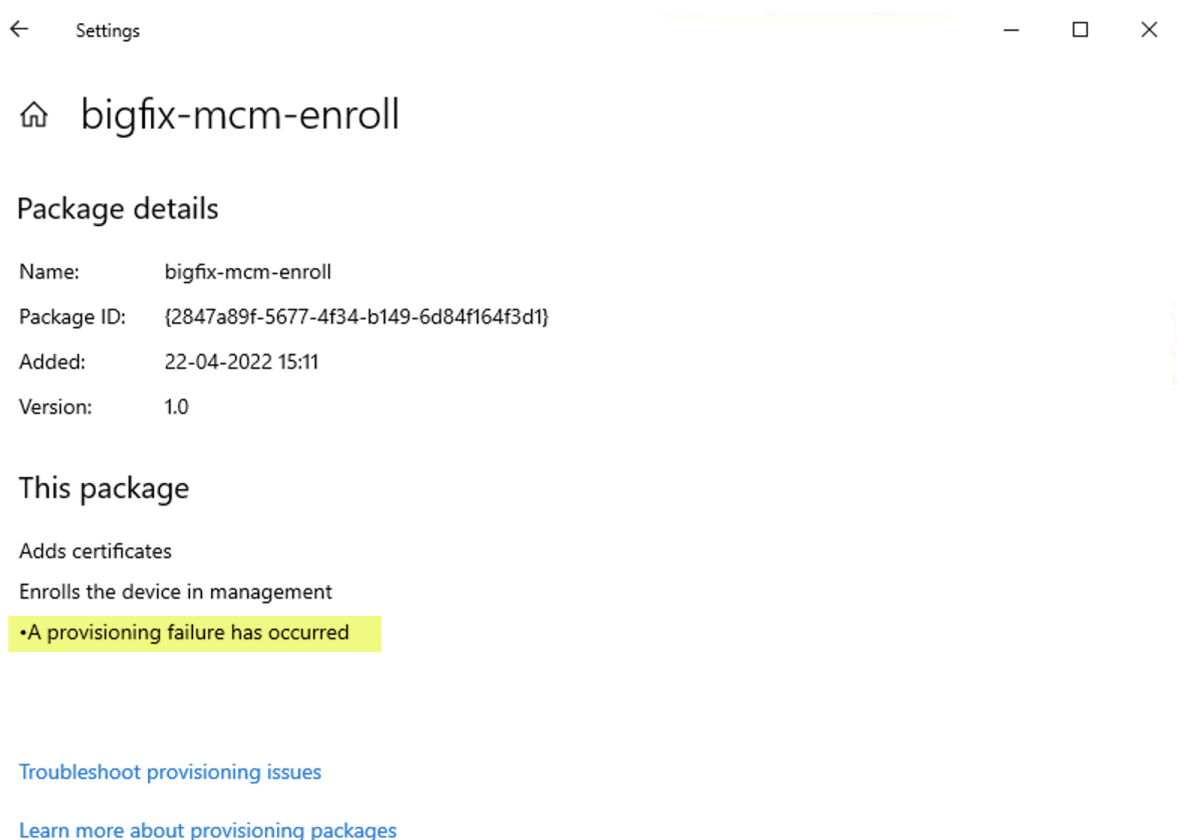 Settings
bigfix-mcm-enroll
Package details
Name: bigfix-mcm-enroll
Package ID: {2847a89f-5677-4f34-b149-6d84f164f3d1}
Added: 22-04-2022 15:11
Version: 1.0
This package
Adds certificates
Enrolls the device in management
•A provisioning failure has occurred
Troubleshoot provisioning issues
Learn more about provisioning packages